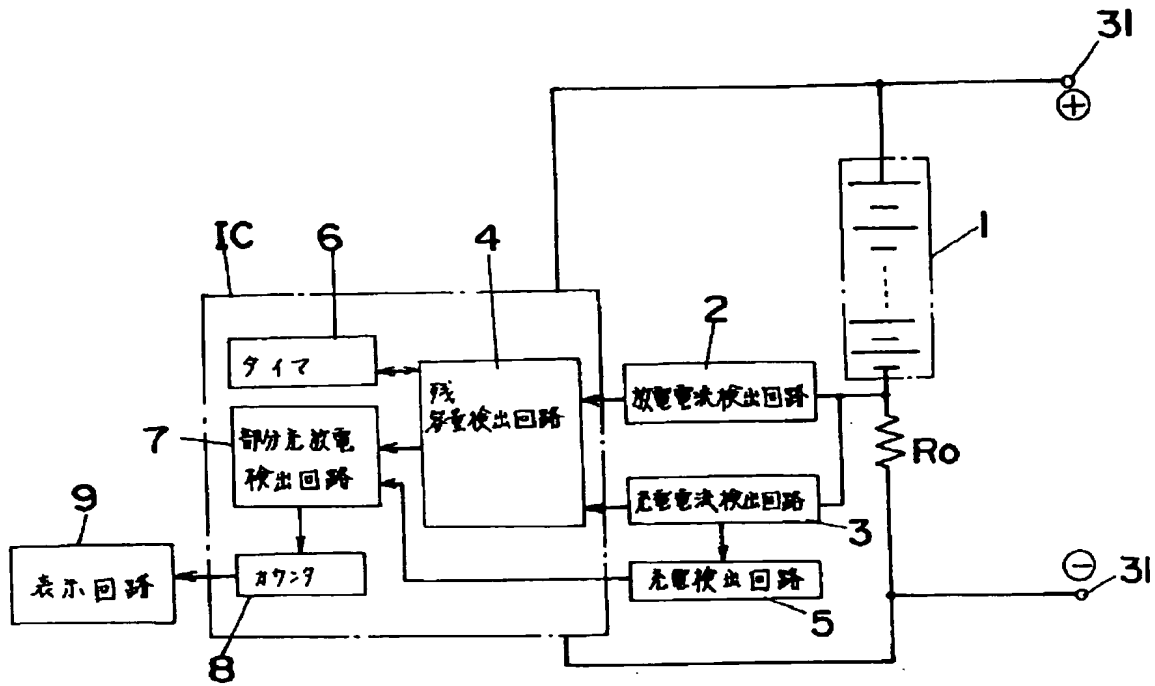 31
⊕
1
IC
6
4
2
タイマ
残
容量検出回路
放電電流検出回路
7
部分充放電
検出回路
Ro
充電電流検出回路
3
9
表示回路
カウンタ
充電検出回路
5
⊖
31
8